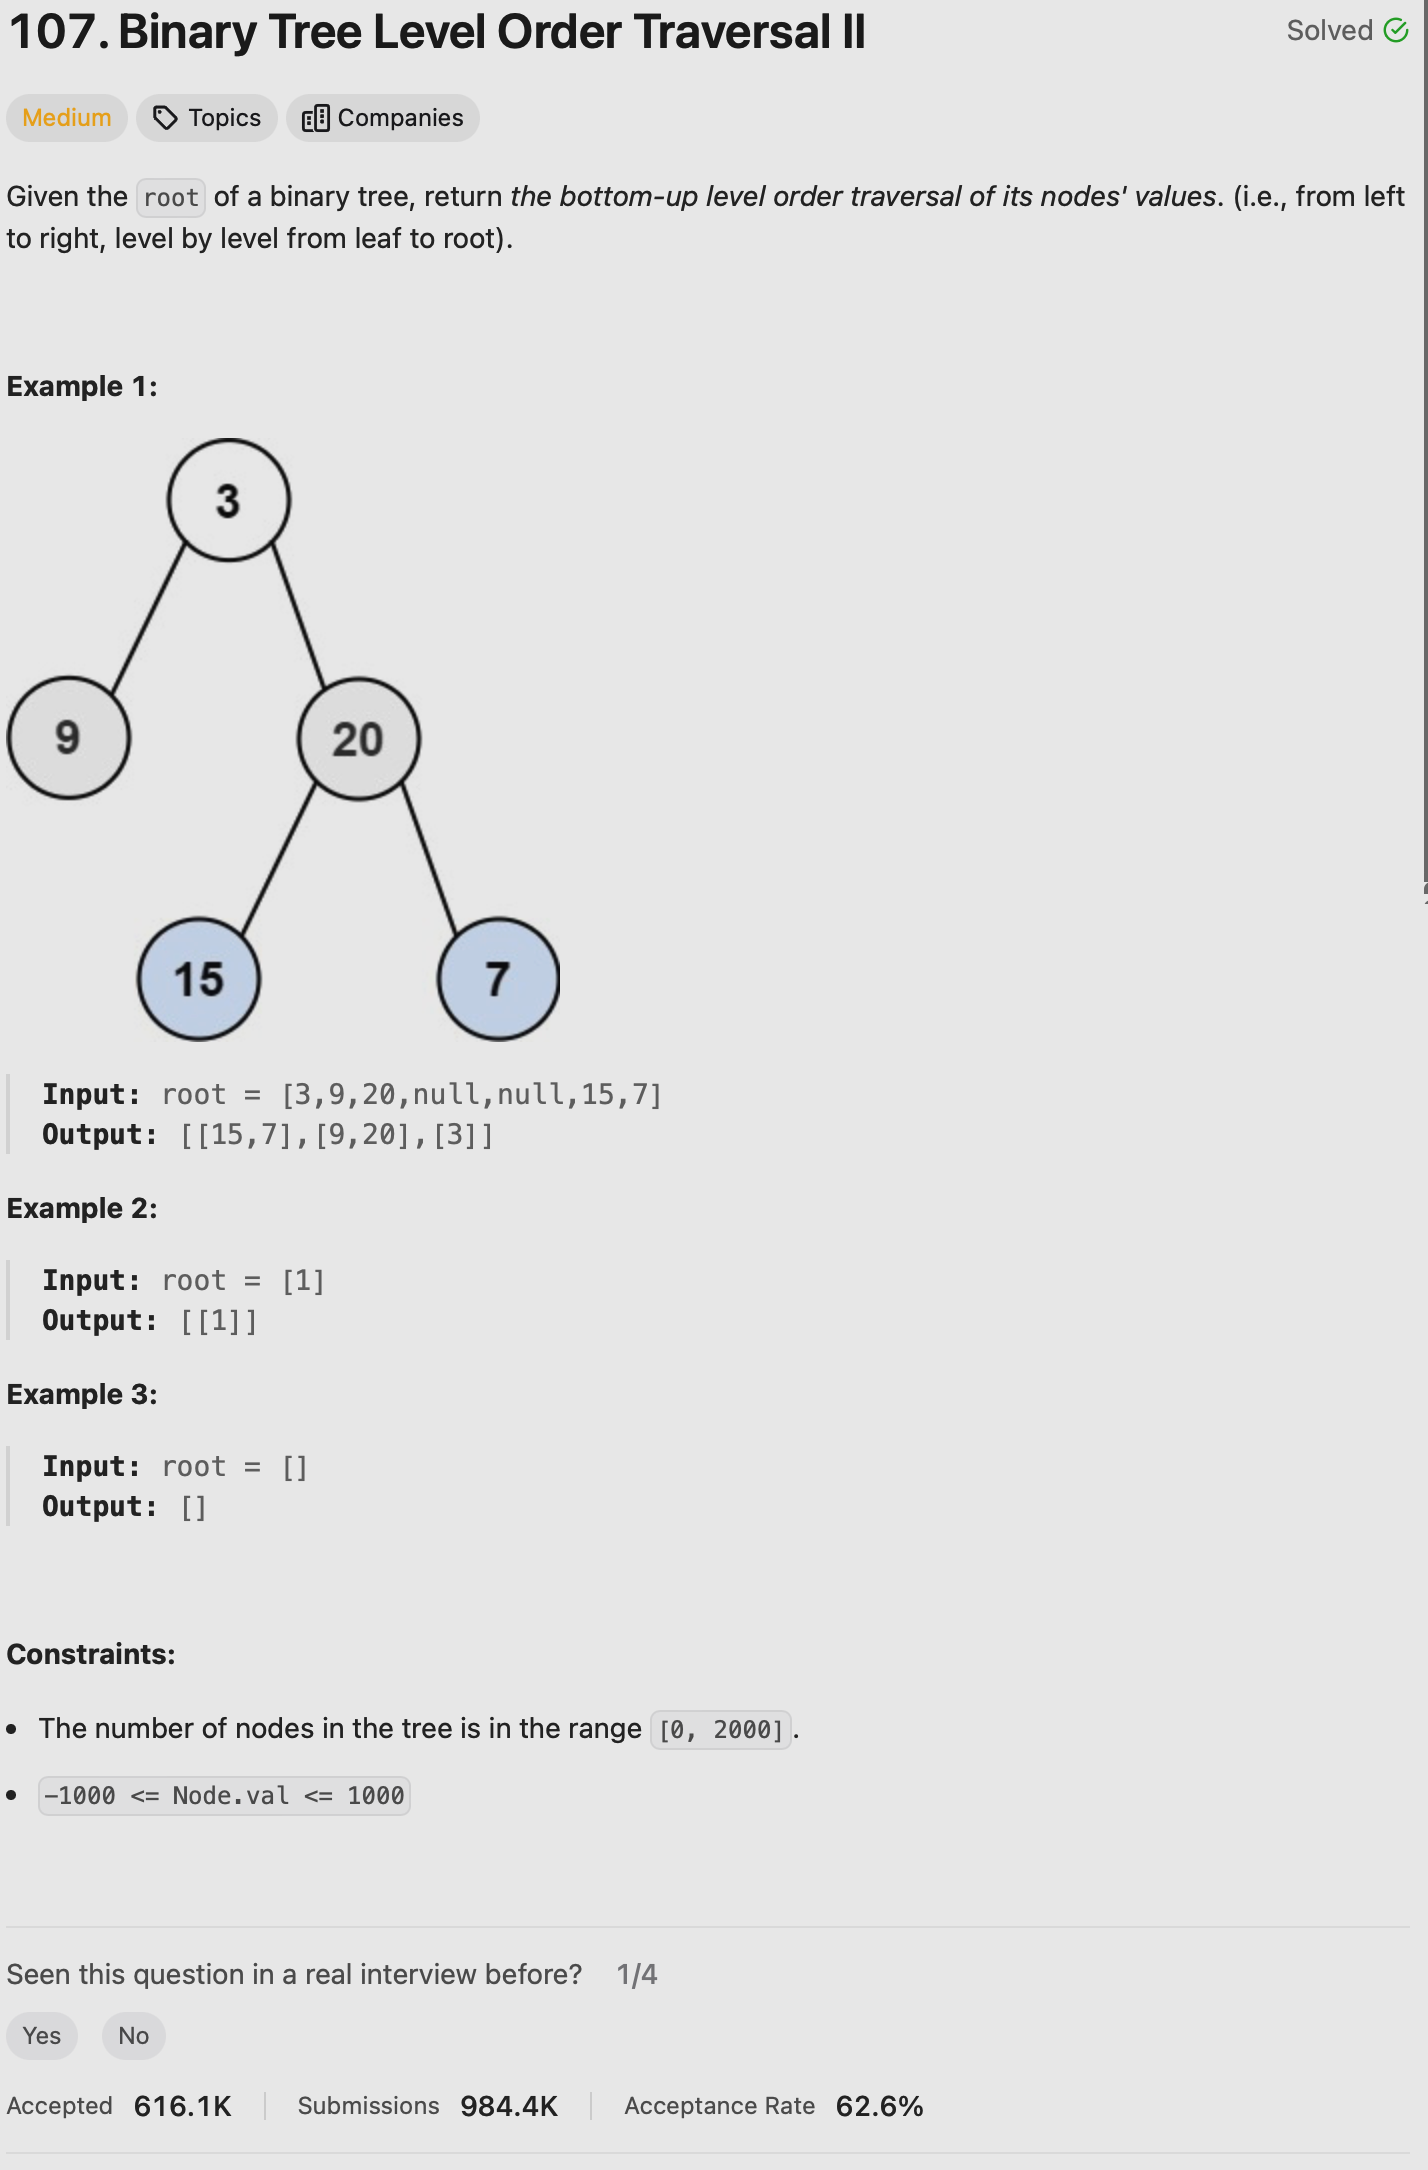 107. Binary Tree Level Order Traversal II
Solved
Medium
Topics
Companies
Given the root of a binary tree, return the bottom-up level order traversal of its nodes' values. (i.e., from left
to right, level by level from leaf to root).
Example 1:
3
9
20
15
7
Input: root = [3,9,20,null,null,15,7]
Output: [[15,7],[9,20],[3]]
Example 2:
Input: root = [1]
Output: [[1]]
Example 3:
Input: root = []
Output: []
Constraints:
• The number of nodes in the tree is in the range [0, 2000].
• -1000 <= Node.val <= 1000
Seen this question in a real interview before? 1/4
Yes No
Accepted 616.1K Submissions 984.4K Acceptance Rate 62.6%